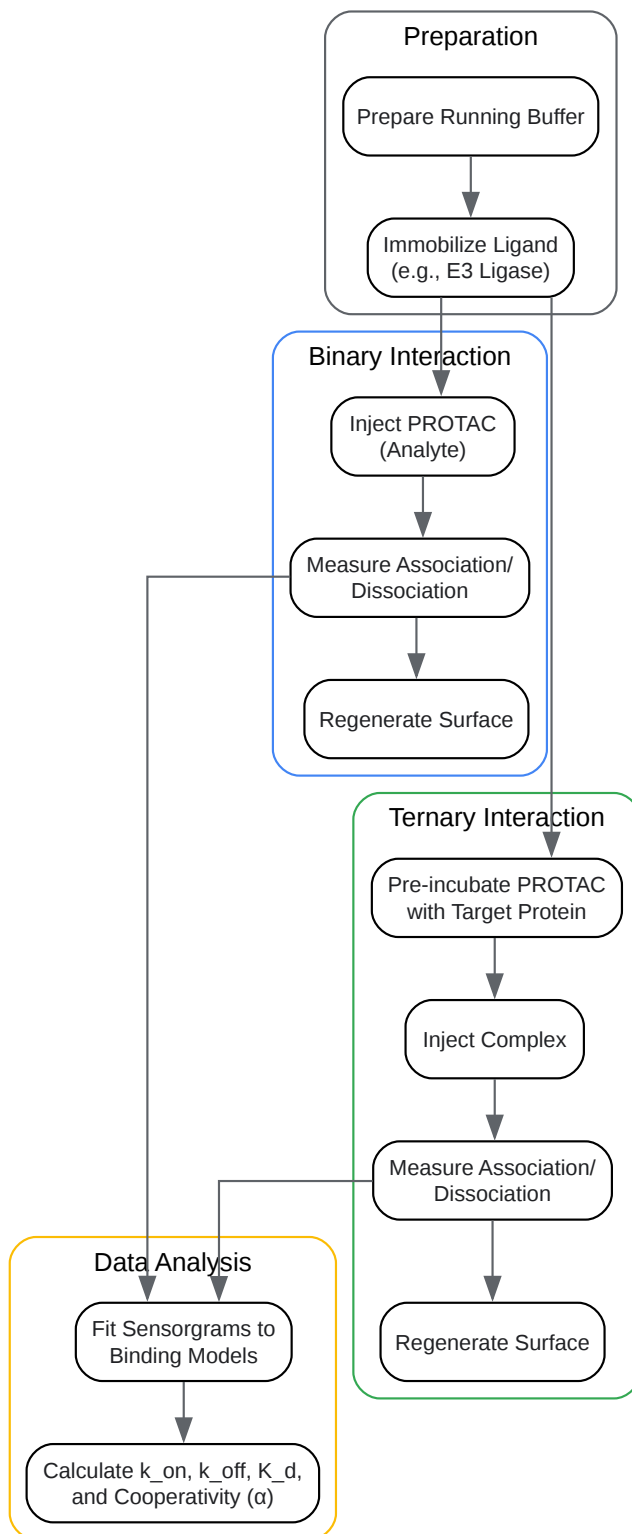 Preparation
Prepare Running Buffer
Immobilize Ligand
(e.g., E3 Ligase)
Binary Interaction
Inject PROTAC
(Analyte)
Measure Association/
Dissociation
Regenerate Surface
Ternary Interaction
Pre-incubate PROTAC
with Target Protein
Inject Complex
Measure Association/
Dissociation
Regenerate Surface
Data Analysis
Fit Sensorgrams to
Binding Models
Calculate k_on, k_off, K_d,
and Cooperativity (α)